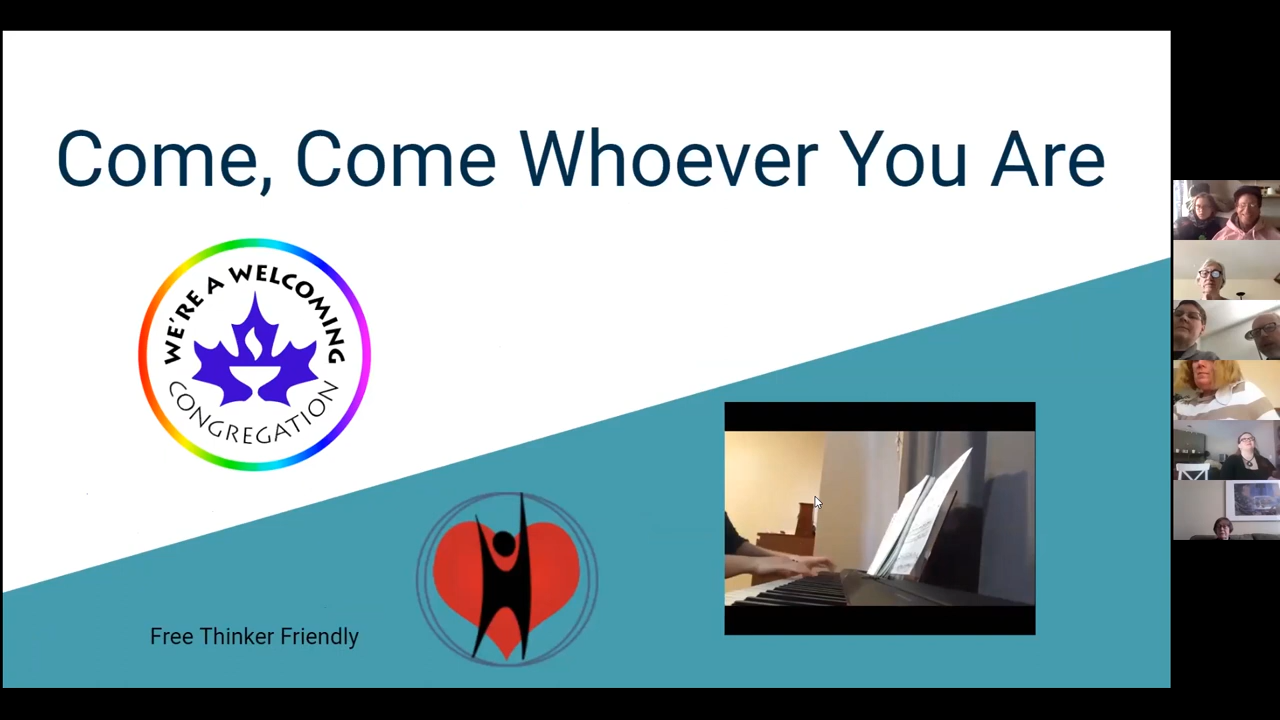 Come, Come Whoever You Are
WE'RE A WELCOMING
CONGREGATION
Free Thinker Friendly